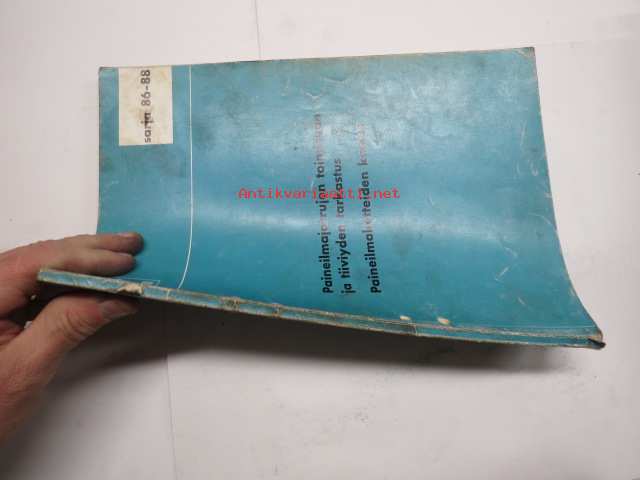 sarja 86-88
Paineilmajarrujen toiminnan
ja tiiviyden tarkastus
Paineilmalaitteiden
Antikvariaatti.net